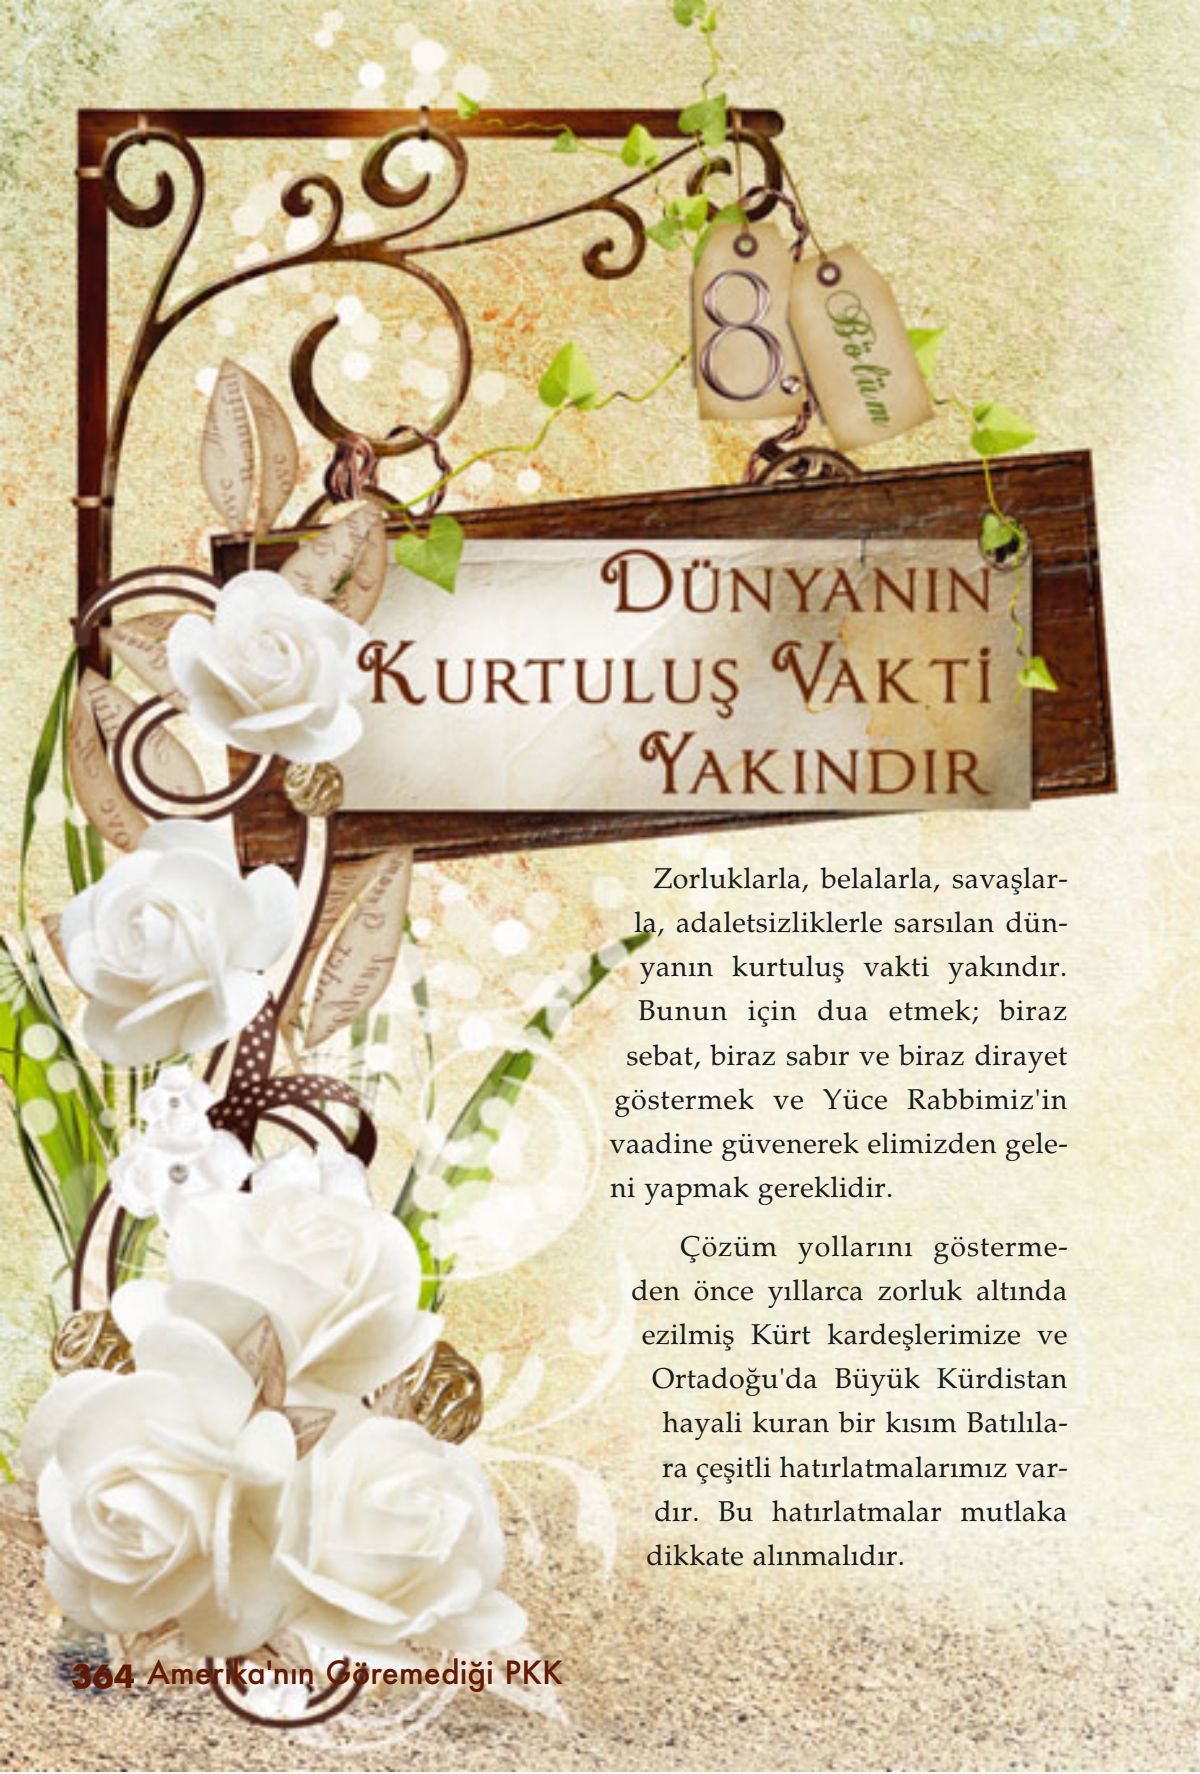 8.
Bölüm
DÜNYANIN
KURTULUŞ VAKTİ
YAKINDIR
Zorluklarla, belalarla, savaşlar-
la, adaletsizliklerle sarsılan dün-
yanın kurtuluş vakti yakındır.
Bunun için dua etmek; biraz
sebat, biraz sabır ve biraz dirayet
göstermek ve Yüce Rabbimiz'in
vaadine güvenerek elimizden gele-
ni yapmak gereklidir.
Çözüm yollarını gösterme-
den önce yıllarca zorluk altında
ezilmiş Kürt kardeşlerimize ve
Ortadoğu'da Büyük Kürdistan
hayali kuran bir kısım Batılıla-
ra çeşitli hatırlatmalarımız var-
dır. Bu hatırlatmalar mutlaka
dikkate alınmalıdır.
364 Amerika'nın Göremediği PKK